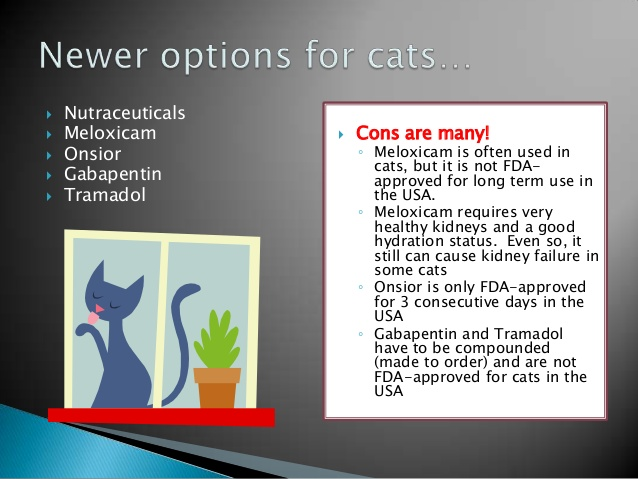 Newer options for cats...
Nutraceuticals
Meloxicam
Onsior
Gabapentin
Tramadol
Cons are many!
Meloxicam is often used in
cats, but it is not FDA-
approved for long term use in
the USA.
Meloxicam requires very
healthy kidneys and a good
hydration status.  Even so, it
still can cause kidney failure in
some cats
Onsior is only FDA-approved
for 3 consecutive days in the
USA
Gabapentin and Tramadol
have to be compounded
(made to order) and are not
FDA-approved for cats in the
USA